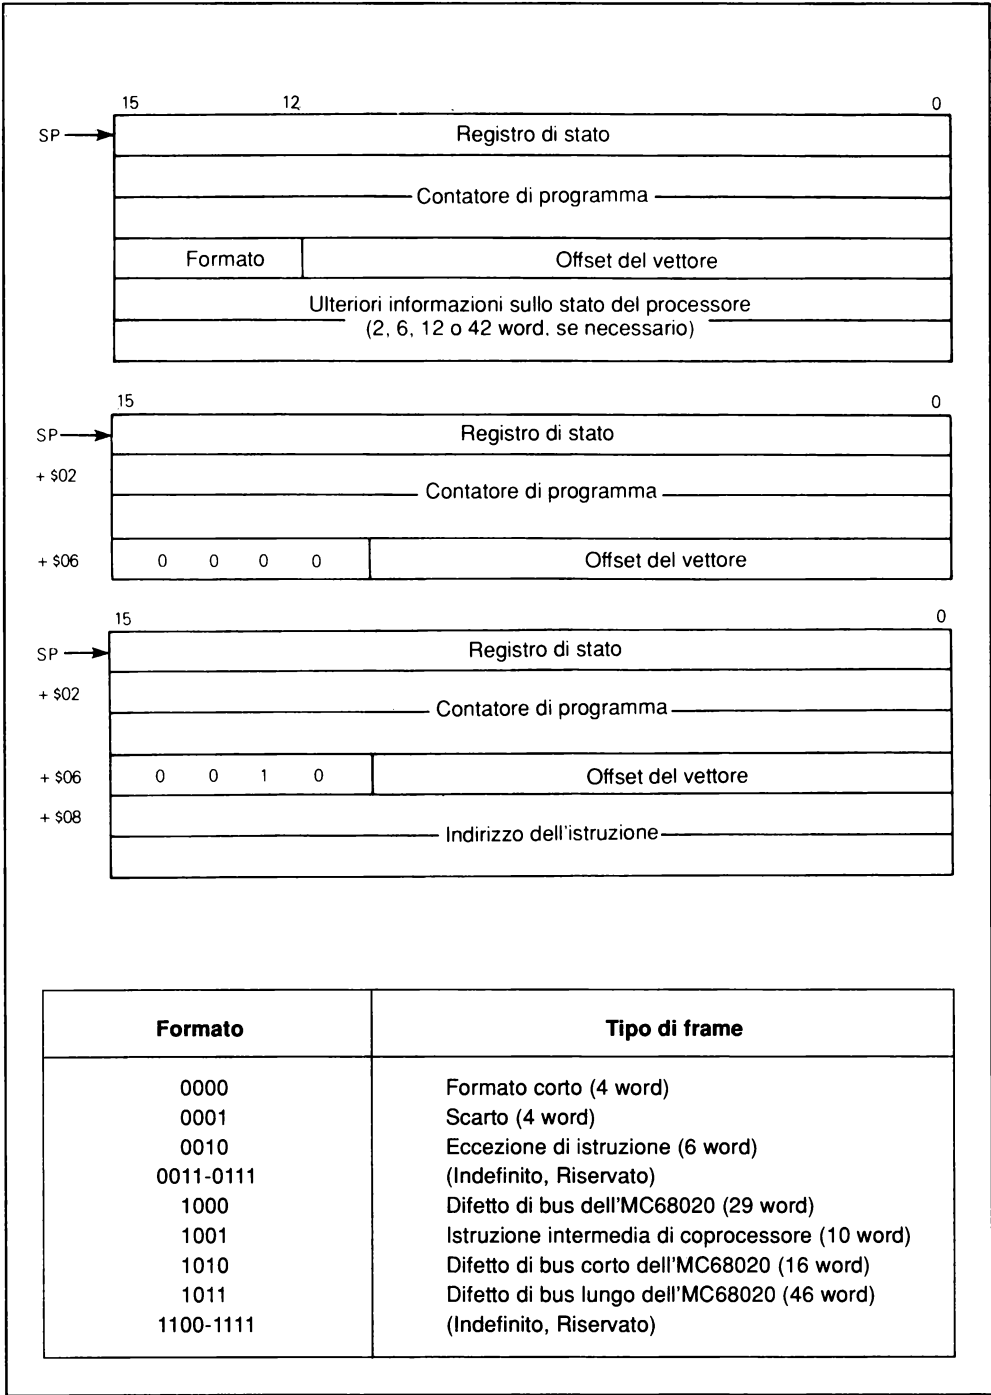 15 12 0
SP Registro di stato
Contatore di programma
Formato Offset del vettore
Ulteriori informazioni sullo stato del processore
(2, 6, 12 o 42 word, se necessario)
15 0
SP Registro di stato
+ $02
Contatore di programma
+ $06 0 0 0 0 Offset del vettore
15 0
SP Registro di stato
+ $02
Contatore di programma
+ $06 0 0 1 0 Offset del vettore
+ $08
Indirizzo dell'istruzione
Formato Tipo di frame
0000 Formato corto (4 word)
0001 Scarto (4 word)
0010 Eccezione di istruzione (6 word)
0011-0111 (Indefinito, Riservato)
1000 Difetto di bus dell'MC68020 (29 word)
1001 Istruzione intermedia di coprocessore (10 word)
1010 Difetto di bus corto dell'MC68020 (16 word)
1011 Difetto di bus lungo dell'MC68020 (46 word)
1100-1111 (Indefinito, Riservato)